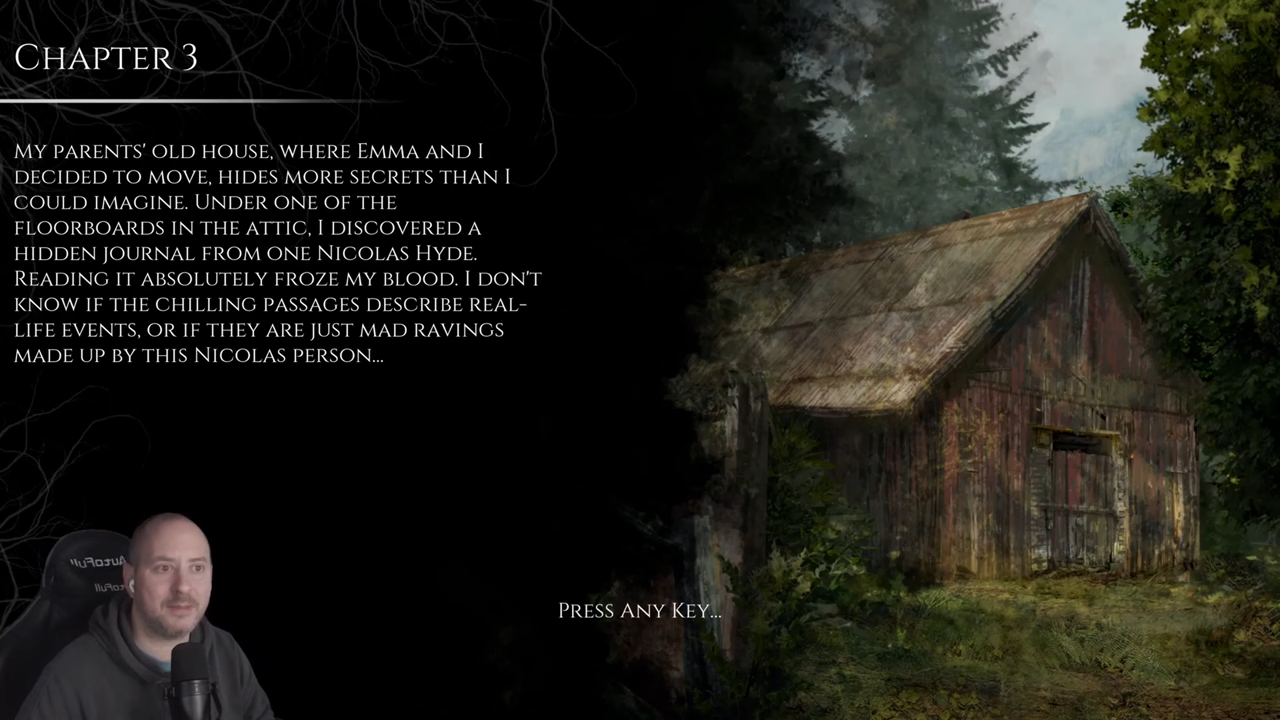 Chapter 3
My parents' old house, where Emma and I
decided to move, hides more secrets than I
could imagine. Under one of the
floorboards in the attic, I discovered a
hidden journal from one Nicolas Hyde.
Reading it absolutely froze my blood. I don't
know if the chilling passages describe real-
life events, or if they are just mad ravings
made up by this Nicolas person...
AutoFull
AutoFull
Press Any Key...